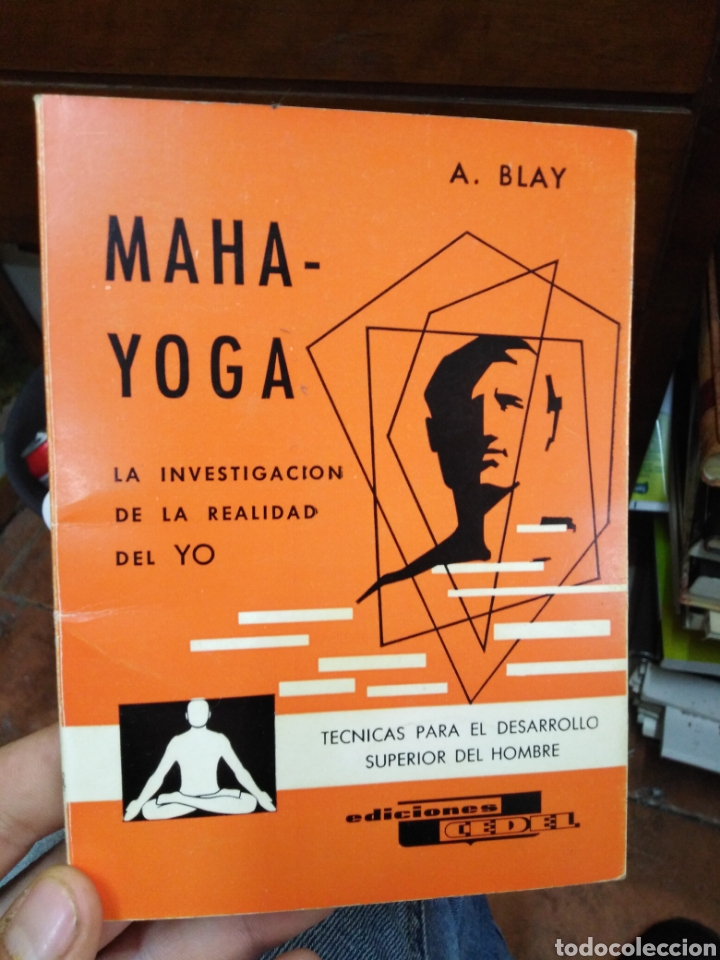 A. BLAY
MAHA-
YOGA
LA INVESTIGACION
DE LA REALIDAD
DEL YO
TECNICAS PARA EL DESARROLLO
SUPERIOR DEL HOMBRE
ediciones
CEDEL
todocoleccion